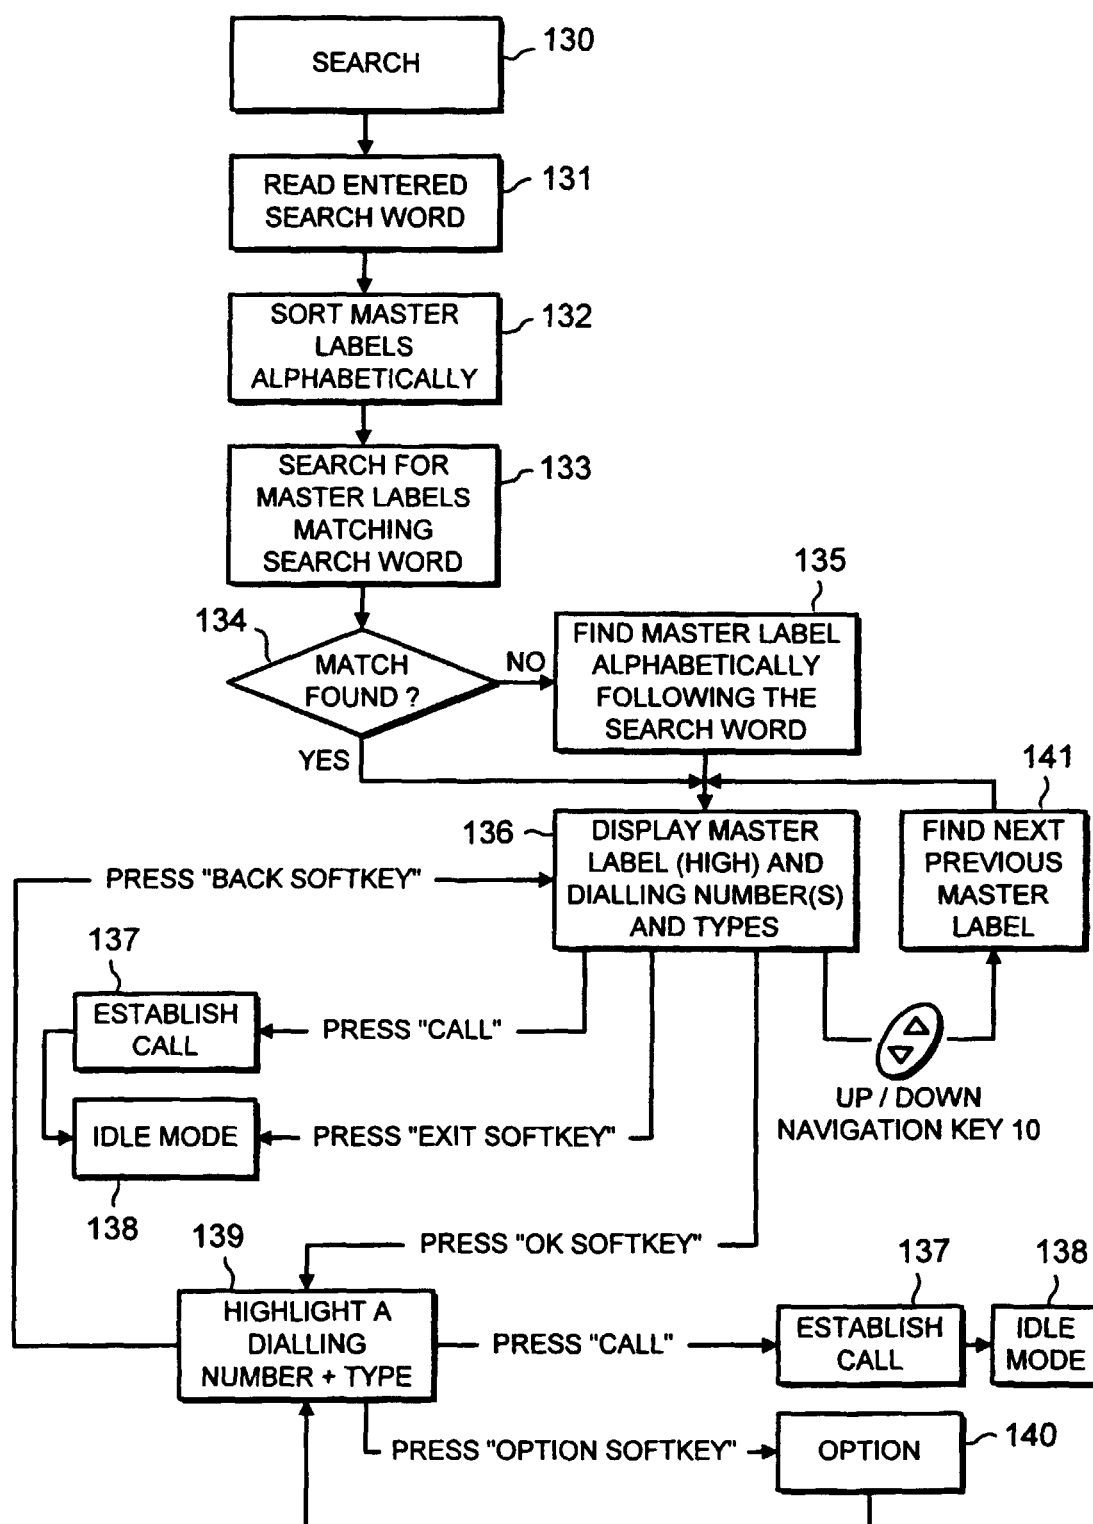 SEARCH
130
READ ENTERED
SEARCH WORD
131
SORT MASTER
LABELS
ALPHABETICALLY
132
SEARCH FOR
MASTER LABELS
MATCHING
SEARCH WORD
133
134
MATCH
FOUND ?
NO
YES
135
FIND MASTER LABEL
ALPHABETICALLY
FOLLOWING THE
SEARCH WORD
136
DISPLAY MASTER
LABEL (HIGH) AND
DIALLING NUMBER(S)
AND TYPES
141
FIND NEXT
PREVIOUS
MASTER
LABEL
PRESS "BACK SOFTKEY"
137
ESTABLISH
CALL
PRESS "CALL"
UP / DOWN
NAVIGATION KEY 10
IDLE MODE
138
PRESS "EXIT SOFTKEY"
PRESS "OK SOFTKEY"
139
HIGHLIGHT A
DIALLING
NUMBER + TYPE
PRESS "CALL"
137
ESTABLISH
CALL
138
IDLE
MODE
PRESS "OPTION SOFTKEY"
OPTION
140